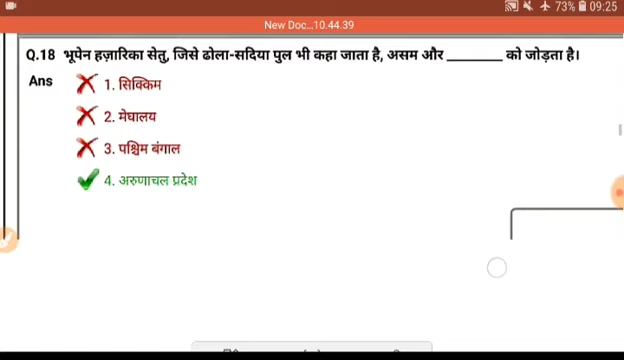 73% 09:25
New Doc...10.44.39
Q.18 भूपेन हज़ारिका सेतु, जिसे ढोला-सदिया पुल भी कहा जाता है, असम और ________ को जोड़ता है।
Ans 1. सिक्किम
2. मेघालय
3. पश्चिम बंगाल
4. अरुणाचल प्रदेश